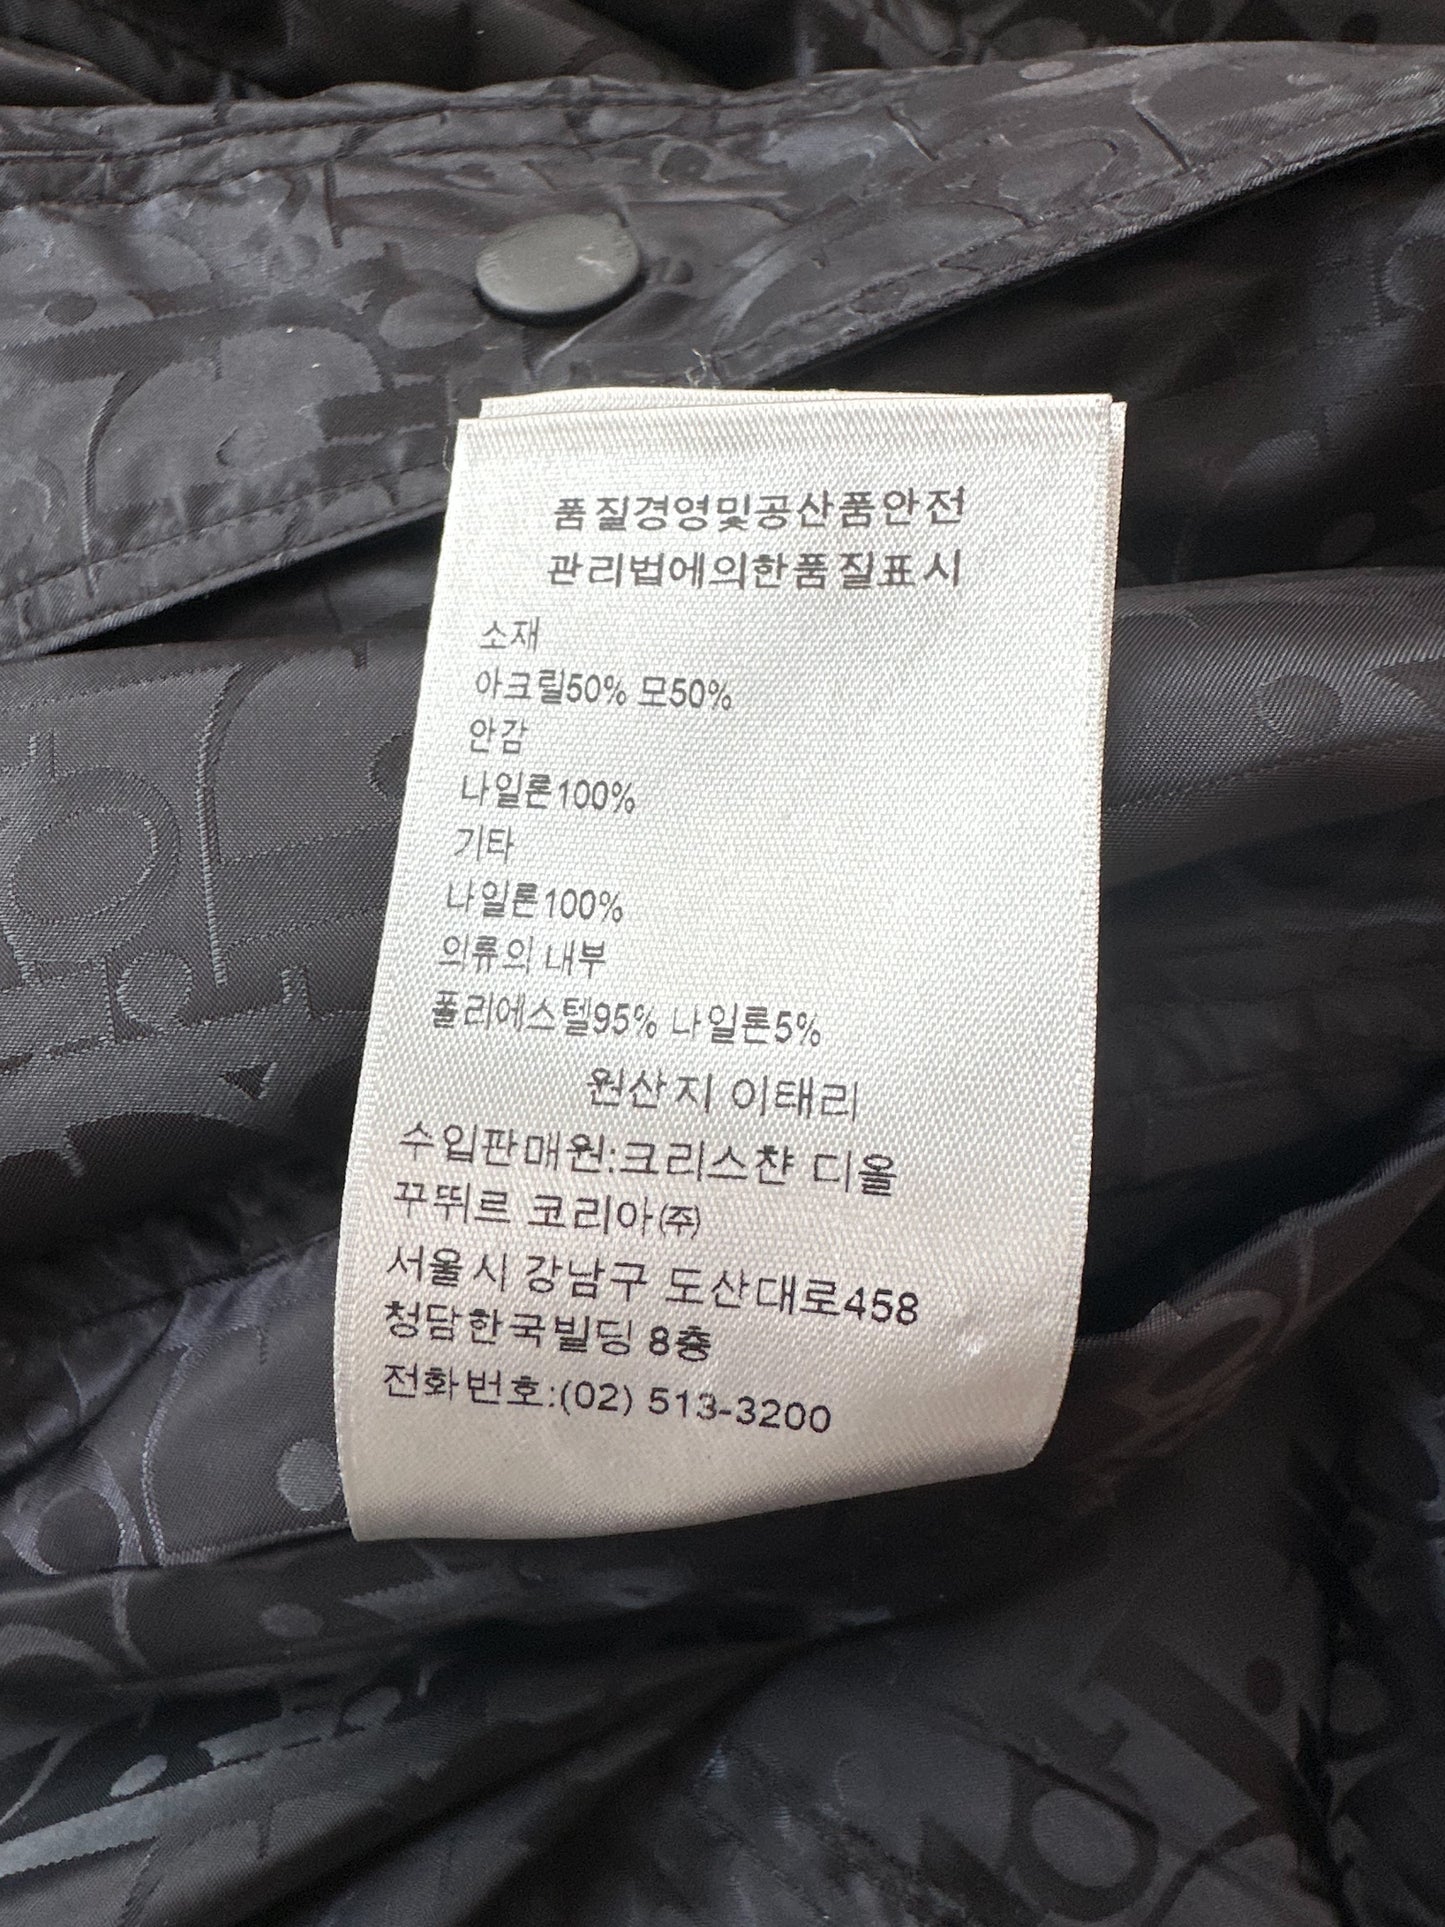 품질경영및공산품안전
관리법에의한품질표시
소재
아크릴50% 모50%
안감
나일론100%
기타
나일론100%
의류의 내부
폴리에스텔95% 나일론5%
원산지 이태리
수입판매원:크리스챤 디올
꾸뛰르 코리아㈜
서울시 강남구 도산대로458
청담한국빌딩 8층
전화번호:(02) 513-3200